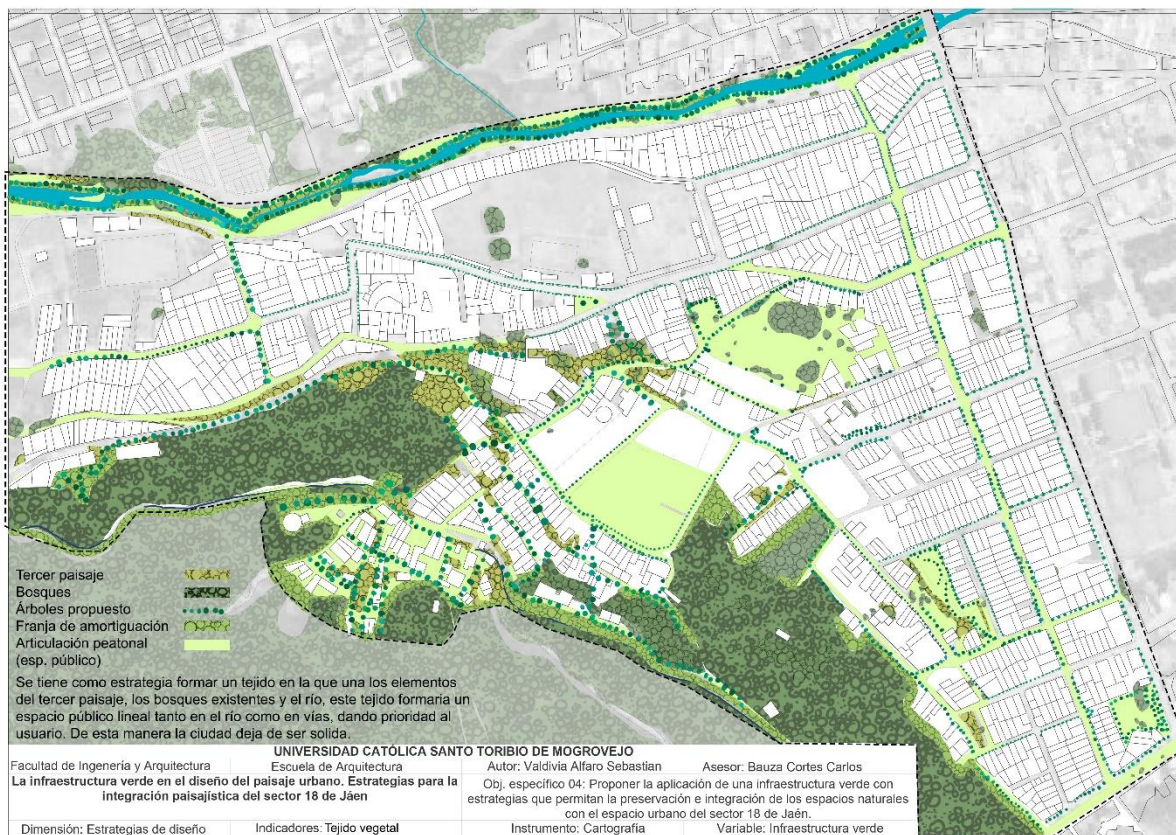 Tercer paisaje
Bosques
Árboles propuesto
Franja de amortiguación
Articulación peatonal
(esp. público)
Se tiene como estrategia formar un tejido en la que una los elementos
del tercer paisaje, los bosques existentes y el río, este tejido formaria un
espacio público lineal tanto en el río como en vías, dando prioridad al
usuario. De esta manera la ciudad deja de ser solida.
UNIVERSIDAD CATÓLICA SANTO TORIBIO DE MOGROVEJO
Facultad de Ingenería y Arquitectura Escuela de Arquitectura Autor: Valdivia Alfaro Sebastian Asesor: Bauza Cortes Carlos
La infraestructura verde en el diseño del paisaje urbano. Estrategias para la
integración paisajística del sector 18 de Jáen
Obj. específico 04: Proponer la aplicación de una infraestructura verde con
estrategias que permitan la preservación e integración de los espacios naturales
con el espacio urbano del sector 18 de Jaén.
Dimensión: Estrategias de diseño Indicadores: Tejido vegetal Instrumento: Cartografía Variable: Infraestructura verde